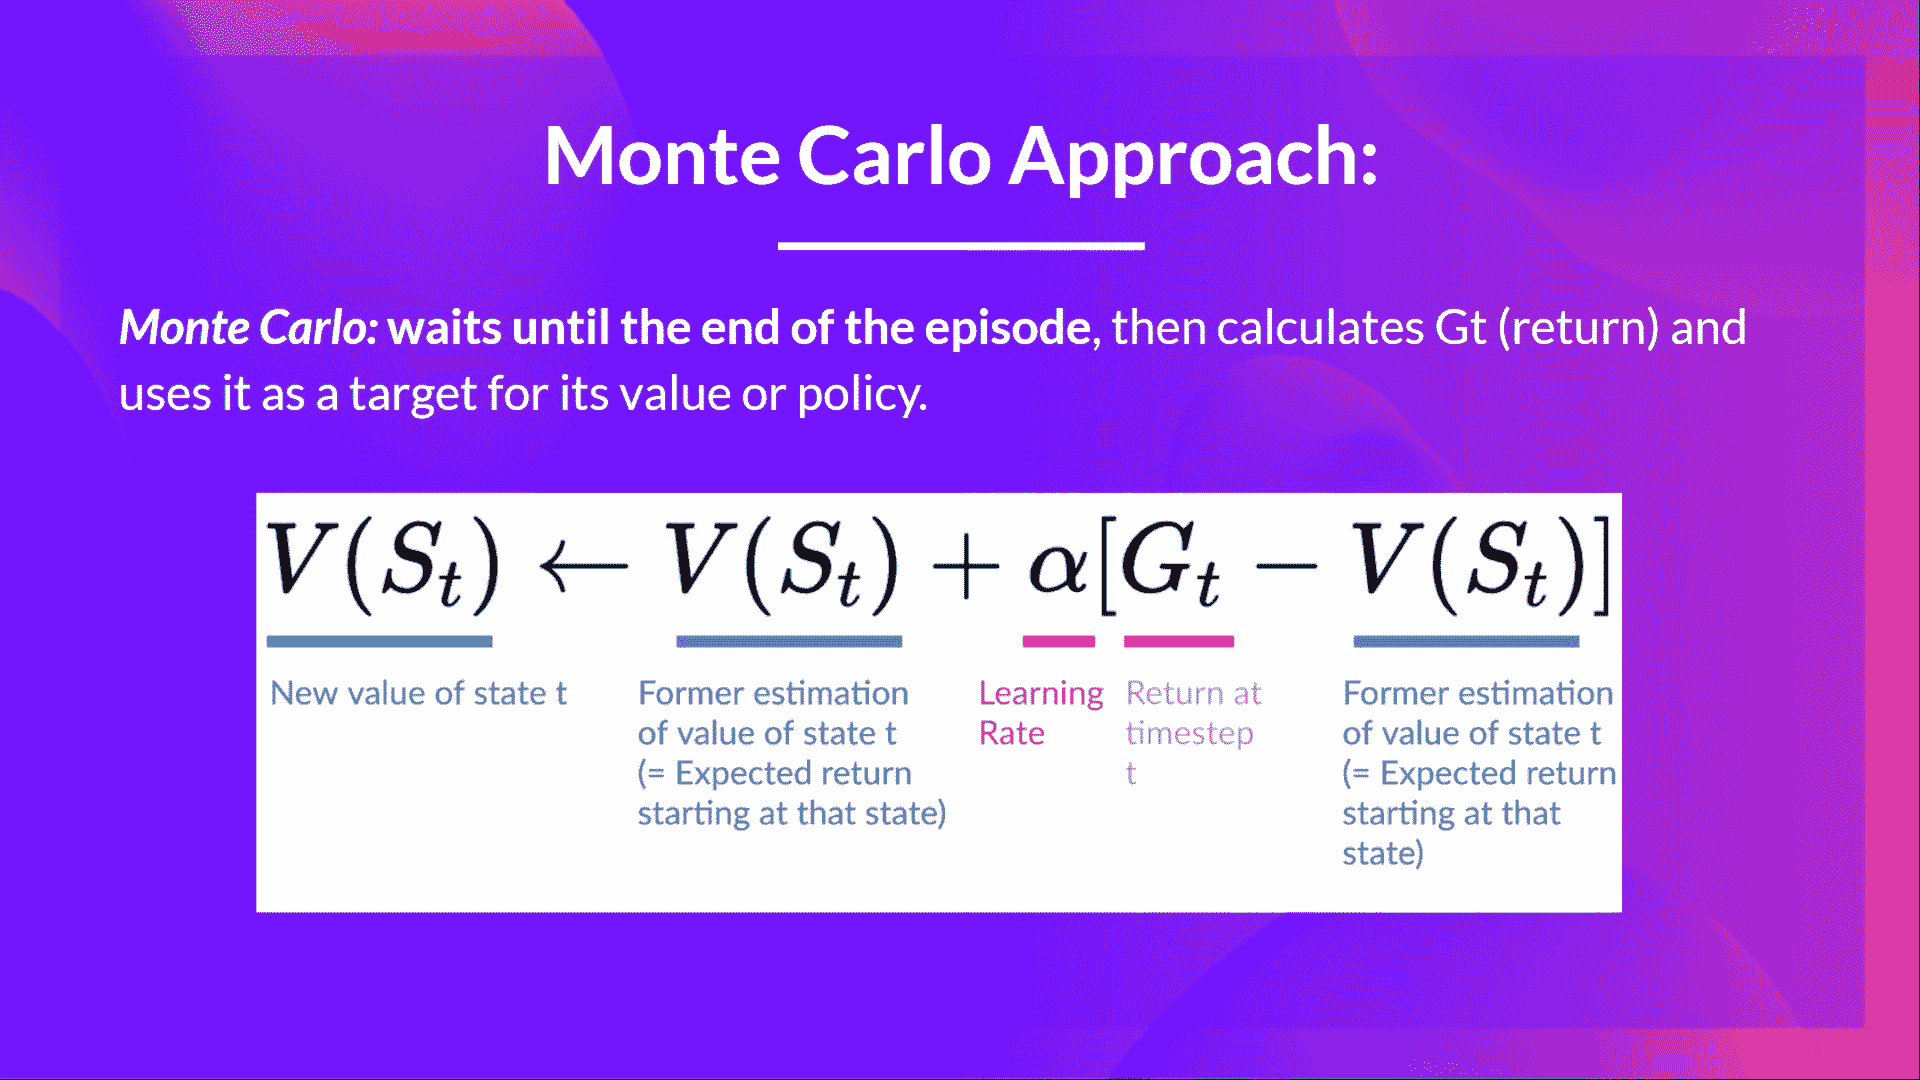 Monte Carlo Approach:
Monte Carlo: waits until the end of the episode, then calculates Gt (return) and
uses it as a target for its value or policy.
V(S_t) ← V(S_t) + α[G_t − V(S_t)]
New value of state t
Former estimation
of value of state t
(= Expected return
starting at that state)
Learning
Rate
Return at
timestep
t
Former estimation
of value of state t
(= Expected return
starting at that
state)